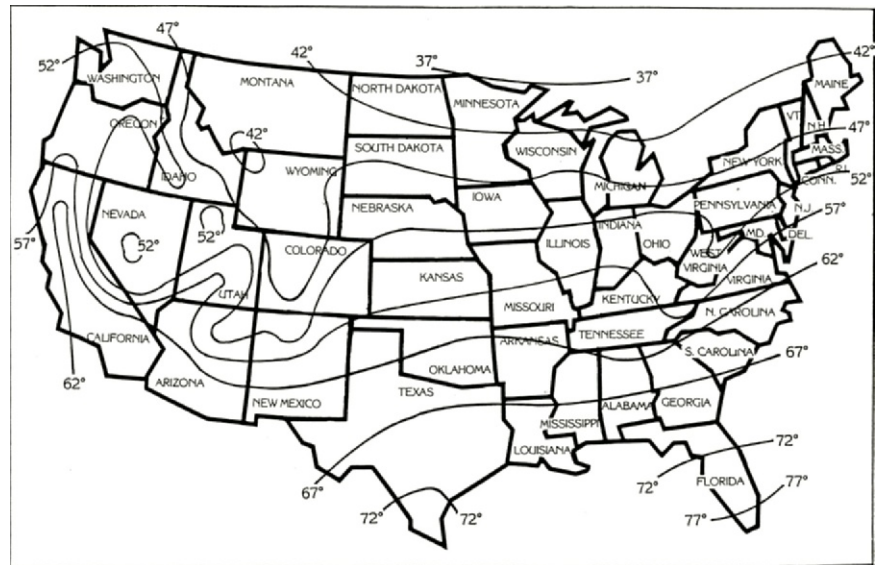 47°
42°
37°
42°
52°
37°
WASHINGTON
MONTANA
NORTH DAKOTA
MINNESOTA
MAINE
VT.
N.H.
OREGON
42°
47°
SOUTH DAKOTA
WISCONSIN
MASS.
NEW YORK
R.I.
IDAHO
WYOMING
MICHIGAN
CONN.
52°
NEVADA
52°
NEBRASKA
IOWA
PENNSYLVANIA
N.J.
57°
52°
COLORADO
ILLINOIS
INDIANA
OHIO
MD.
DEL.
57°
WEST
VIRGINIA
VIRGINIA
62°
UTAH
KANSAS
MISSOURI
KENTUCKY
N. CAROLINA
CALIFORNIA
ARKANSAS
TENNESSEE
S. CAROLINA
67°
62°
ARIZONA
OKLAHOMA
NEW MEXICO
TEXAS
ALABAMA
GEORGIA
MISSISSIPPI
LOUISIANA
72°
67°
72°
FLORIDA
77°
72°
72°
77°